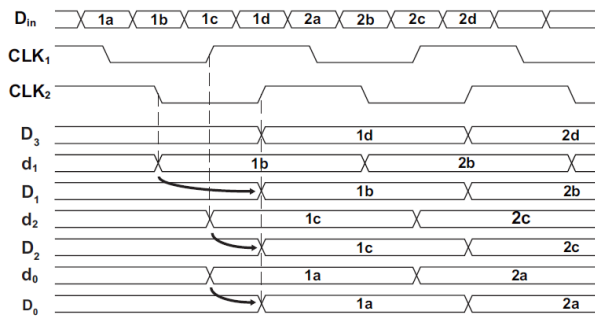 Din 1a 1b 1c 1d 2a 2b 2c 2d
CLK1
CLK2
D3 1d 2d
d1 1b 2b
D1 1b 2b
d2 1c 2c
D2 1c 2c
d0 1a 2a
D0 1a 2a